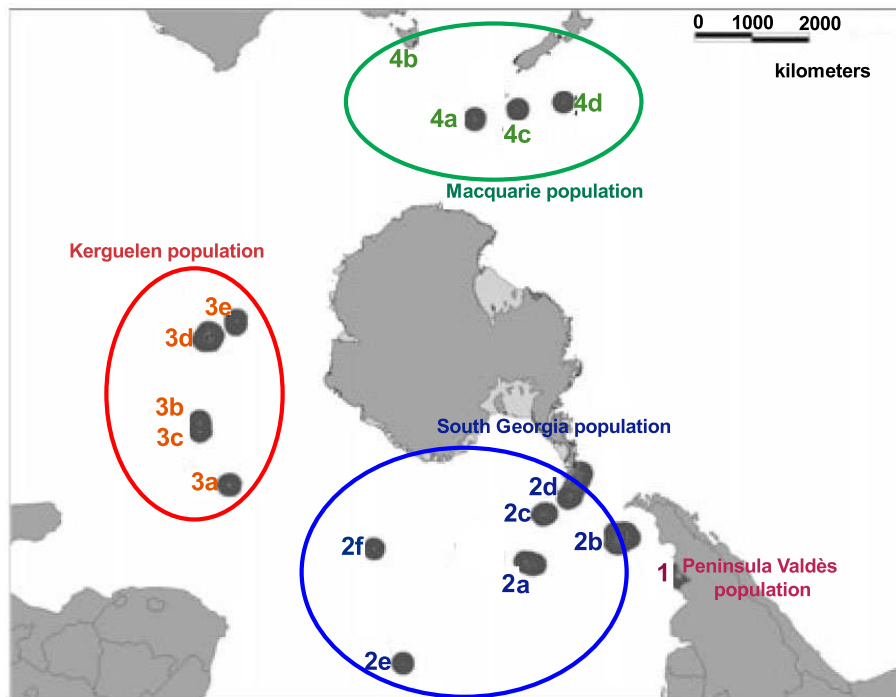 0 1000 2000
kilometers
4b
4d
4a
4c
Macquarie population
Kerguelen population
3e
3d
3b
3c
3a
South Georgia population
2d
2c
2b
2f
2a
1
Peninsula Valdès
population
2e